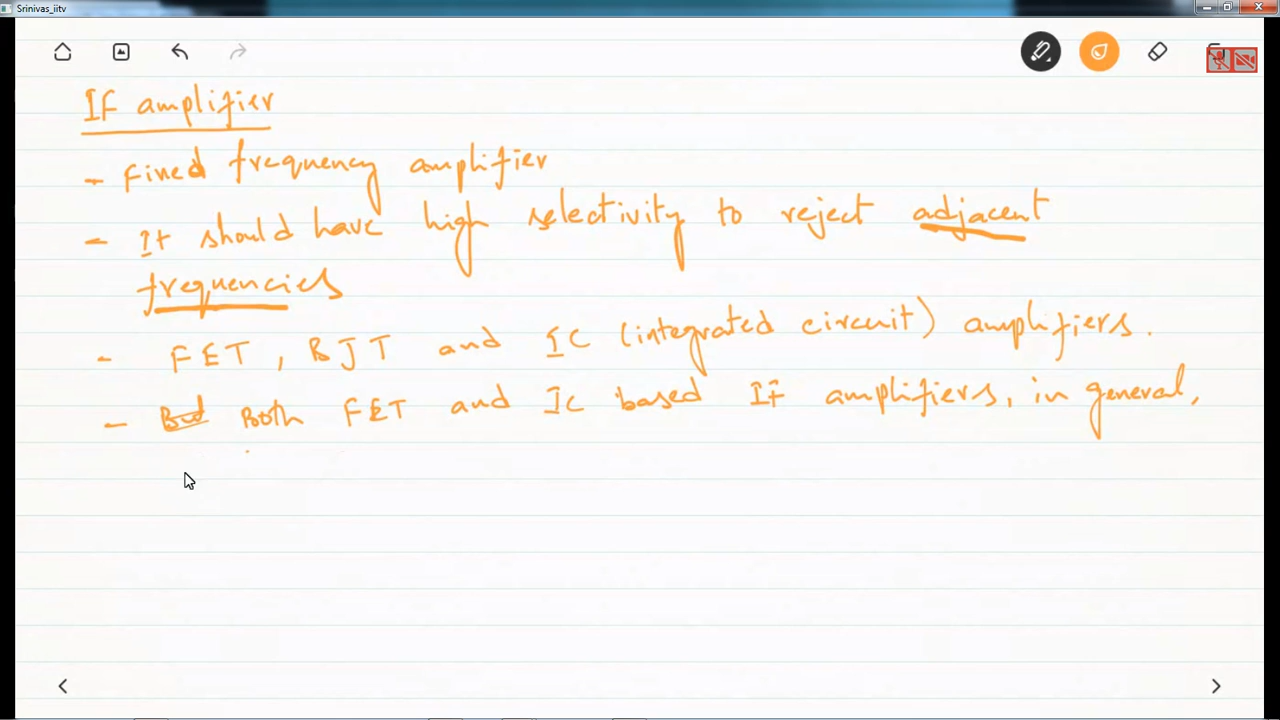 Srinivas_iitv
IF amplifier
- Fixed frequency amplifier
- It should have high selectivity to reject adjacent
frequencies
- FET, BJT and IC (integrated circuit) amplifiers.
- Both FET and IC based IF amplifiers, in general,